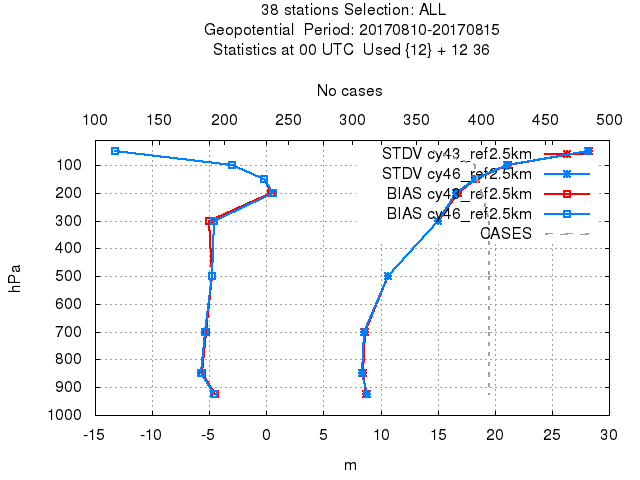 38 stations Selection: ALL
Geopotential  Period: 20170810-20170815
Statistics at 00 UTC  Used {12} + 12 36
No cases
100 150 200 250 300 350 400 450 500
STDV cy43_ref2.5km
STDV cy46_ref2.5km
BIAS cy43_ref2.5km
BIAS cy46_ref2.5km
CASES
hPa
100
200
300
400
500
600
700
800
900
1000
-15 -10 -5 0 5 10 15 20 25 30
m